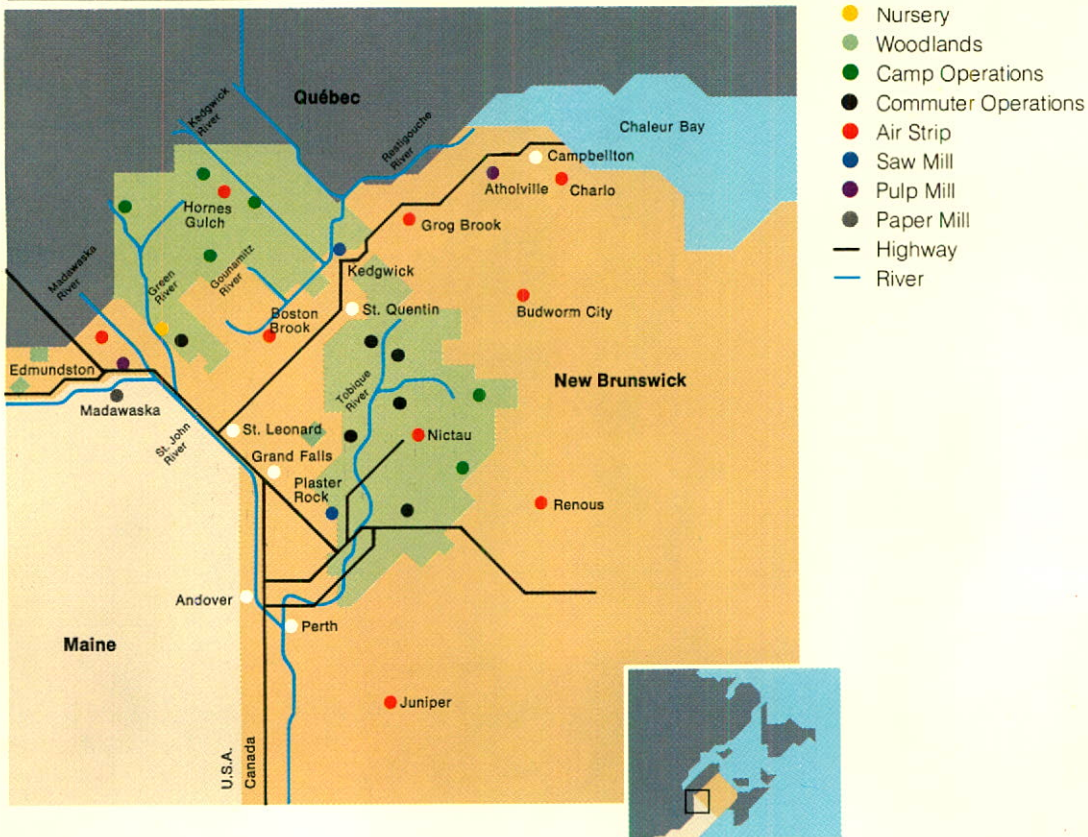 Nursery
Woodlands
Camp Operations
Commuter Operations
Air Strip
Saw Mill
Pulp Mill
Paper Mill
Highway
River
Québec
Kedgwick
River
Restigouche
River
Chaleur Bay
Campbellton
Atholville
Charlo
Hornes
Gulch
Grog Brook
Madawaska
River
Green
River
Gounamitz
River
Kedgwick
St. Quentin
Boston
Brook
Budworm City
Edmundston
Madawaska
New Brunswick
Tobique
River
St. John
River
St. Leonard
Nictau
Grand Falls
Plaster
Rock
Renous
Andover
Perth
Maine
Juniper
U.S.A.
Canada